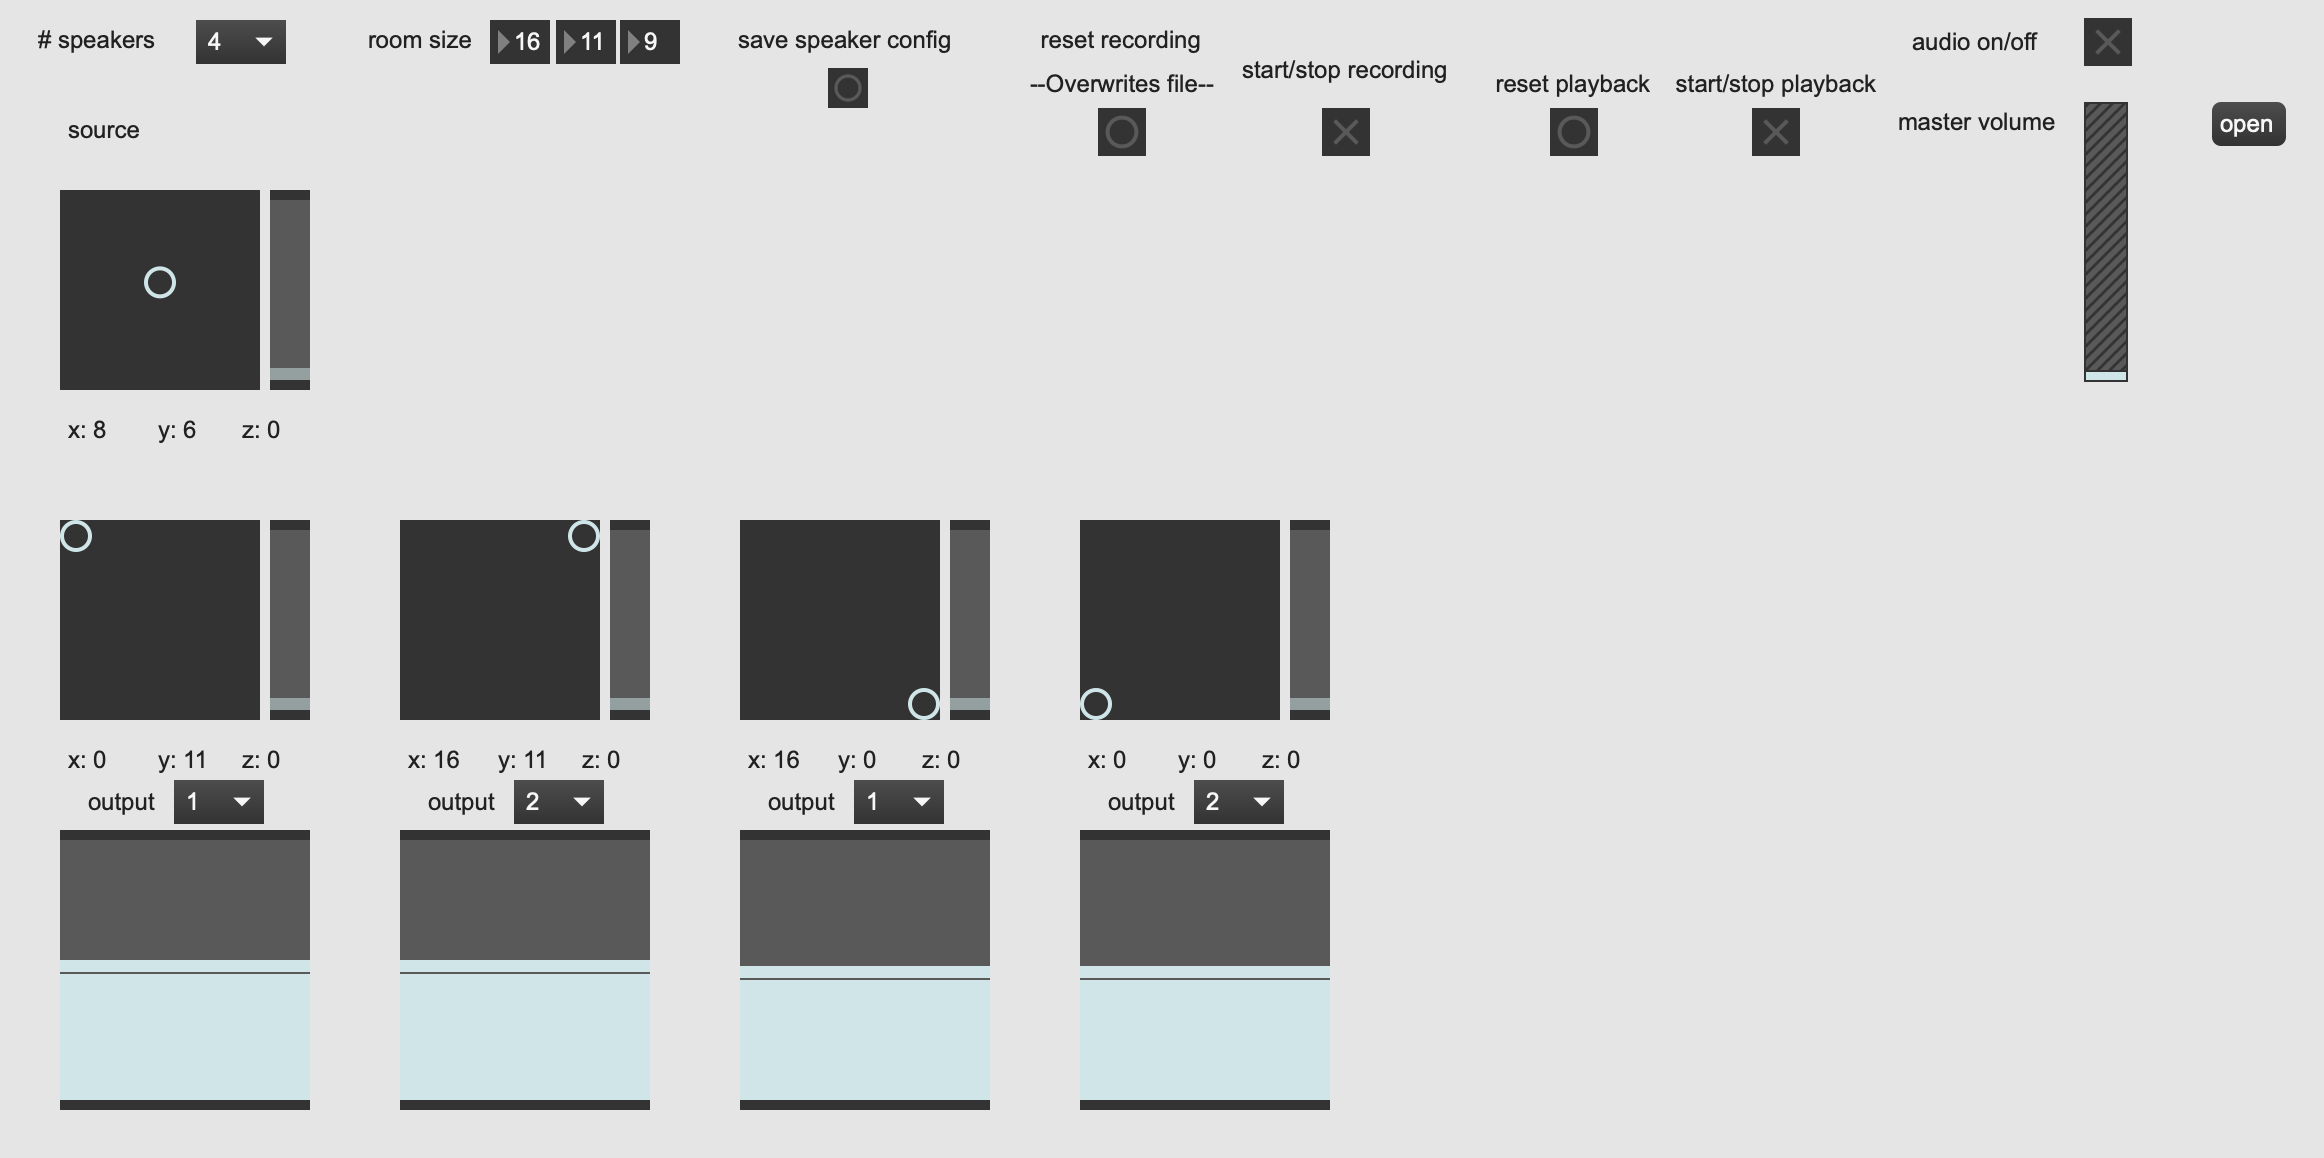 # speakers 4 room size 16 11 9 save speaker config reset recording audio on/off
--Overwrites file-- start/stop recording reset playback start/stop playback
source master volume open
x: 8 y: 6 z: 0
x: 0 y: 11 z: 0 x: 16 y: 11 z: 0 x: 16 y: 0 z: 0 x: 0 y: 0 z: 0
output 1 output 2 output 1 output 2